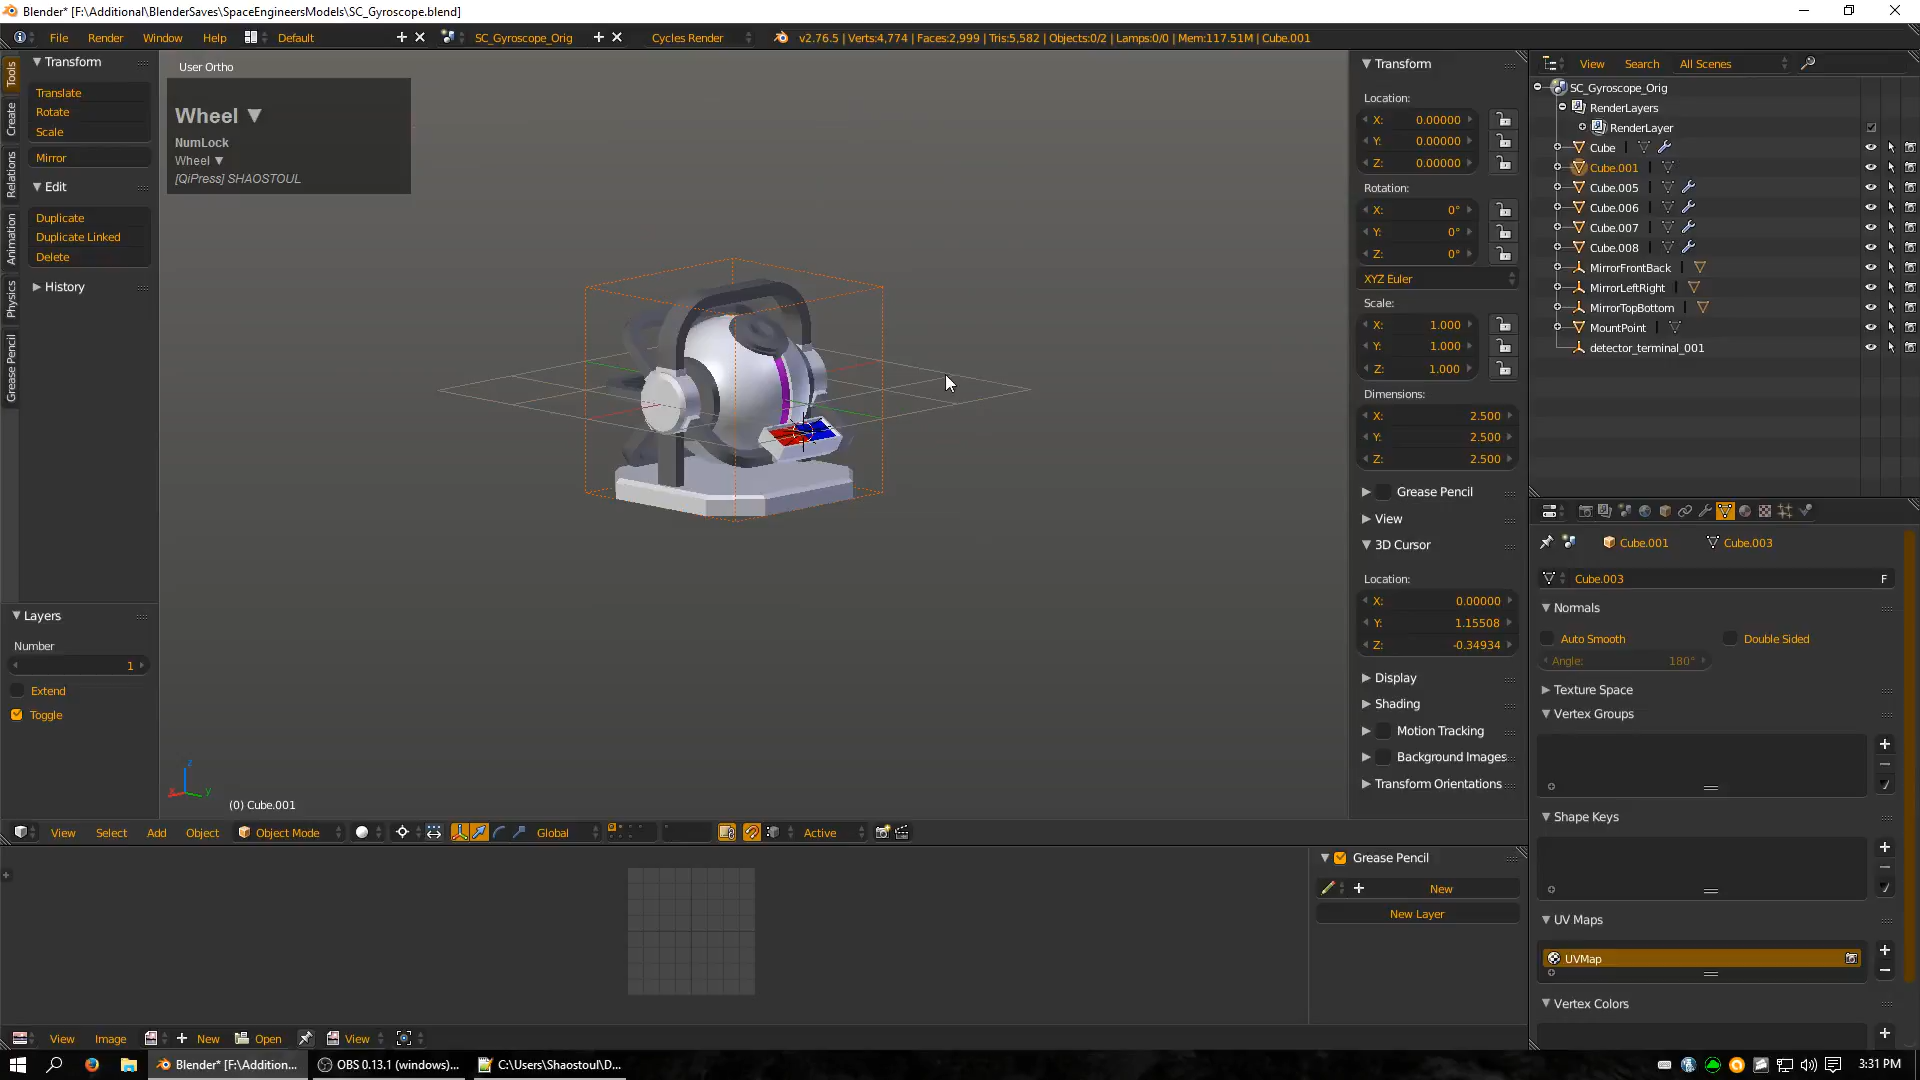 Blender* [F:\Additional\BlenderSaves\SpaceEngineersModels\SC_Gyroscope.blend]
File Render Window Help Default SC_Gyroscope_Orig Cycles Render v2.76.5 | Verts:4,774 | Faces:2,999 | Tris:5,582 | Objects:0/2 | Lamps:0/0 | Mem:117.51M | Cube.001
Tools
Create
Relations
Animation
Physics
Grease Pencil
Transform
Translate
Rotate
Scale
Mirror
Edit
Duplicate
Duplicate Linked
Delete
History
Layers
Number
1
Extend
Toggle
User Ortho
Wheel ▼
NumLock
Wheel ▼
[QiPress] SHAOSTOUL
z
x y
(0) Cube.001
View Select Add Object Object Mode Global Active
Transform
Location:
X: 0.00000
Y: 0.00000
Z: 0.00000
Rotation:
X: 0°
Y: 0°
Z: 0°
XYZ Euler
Scale:
X: 1.000
Y: 1.000
Z: 1.000
Dimensions:
X: 2.500
Y: 2.500
Z: 2.500
Grease Pencil
View
3D Cursor
Location:
X: 0.00000
Y: 1.15508
Z: -0.34934
Display
Shading
Motion Tracking
Background Images
Transform Orientations
Grease Pencil
New
New Layer
View Image New Open View
View Search All Scenes
SC_Gyroscope_Orig
RenderLayers
RenderLayer
Cube
Cube.001
Cube.005
Cube.006
Cube.007
Cube.008
MirrorFrontBack
MirrorLeftRight
MirrorTopBottom
MountPoint
detector_terminal_001
Cube.001 Cube.003
Cube.003 F
Normals
Auto Smooth Double Sided
Angle: 180°
Texture Space
Vertex Groups
Shape Keys
UV Maps
UVMap
Vertex Colors
Blender* [F:\Addition... OBS 0.13.1 (windows)... C:\Users\Shaostoul\D... 3:31 PM